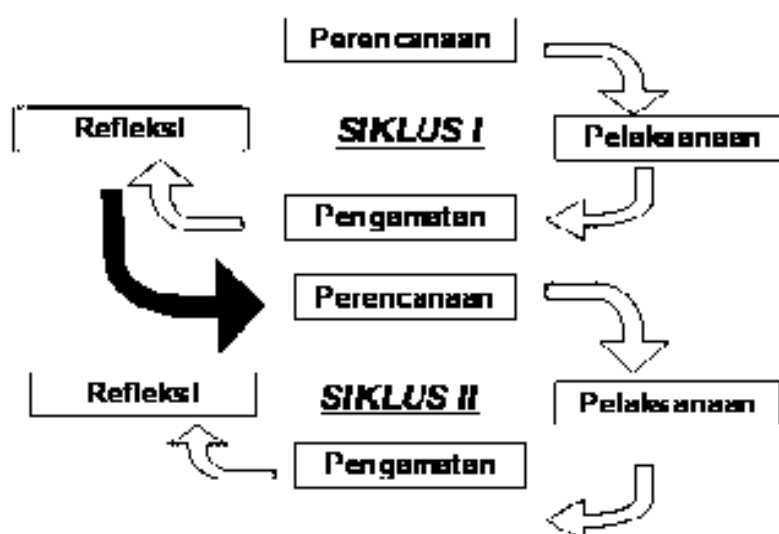 Perencanaan
Refleksi
SIKLUS I
Pelaksanaan
Pengamatan
Perencanaan
Refleksi
SIKLUS II
Pelaksanaan
Pengamatan